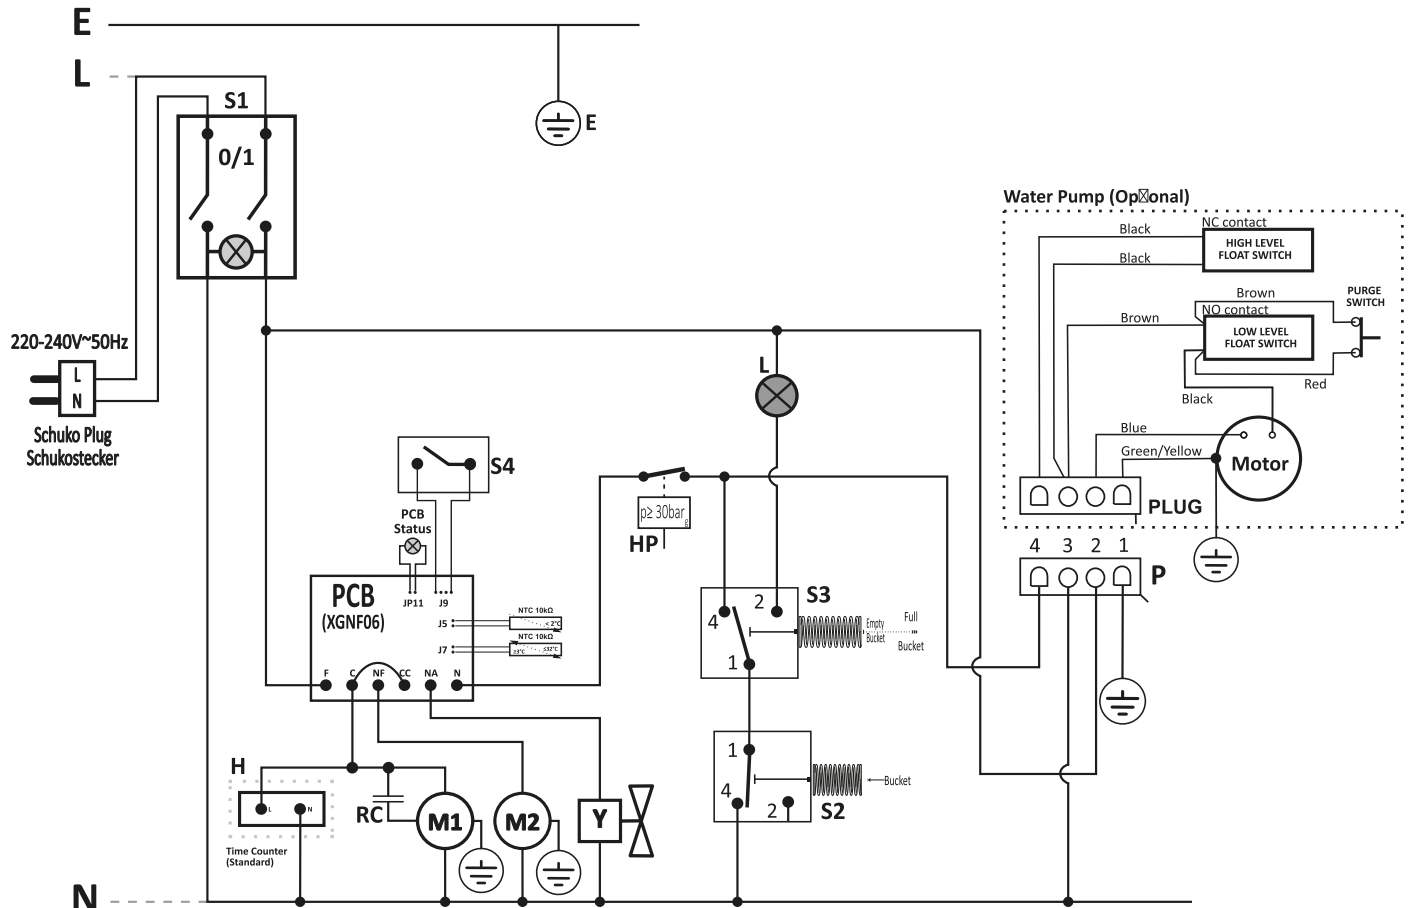 E
L
S1
0/1
E
Water Pump (Op onal)
NC contact
Black
HIGH LEVEL
FLOAT SWITCH
Black
Brown
PURGE
SWITCH
NO contact
Brown
LOW LEVEL
FLOAT SWITCH
220-240V~50Hz
L
N
Schuko Plug
Schukostecker
L
Red
Black
Blue
Green/Yellow
Motor
S4
PLUG
PCB
Status
p≥ 30bar
HP
4 3 2 1
P
PCB
(XGNF06)
JP11 J9
J5
NTC 10kΩ
< 2°C
J7
NTC 10kΩ
≥3°C ≤32°C
F C NF CC NA N
S3
4 2
1
Empty
Bucket
Full
Bucket
1
4 2
S2
Bucket
H
L N
RC
M1
M2
Y
Time Counter
(Standard)
N